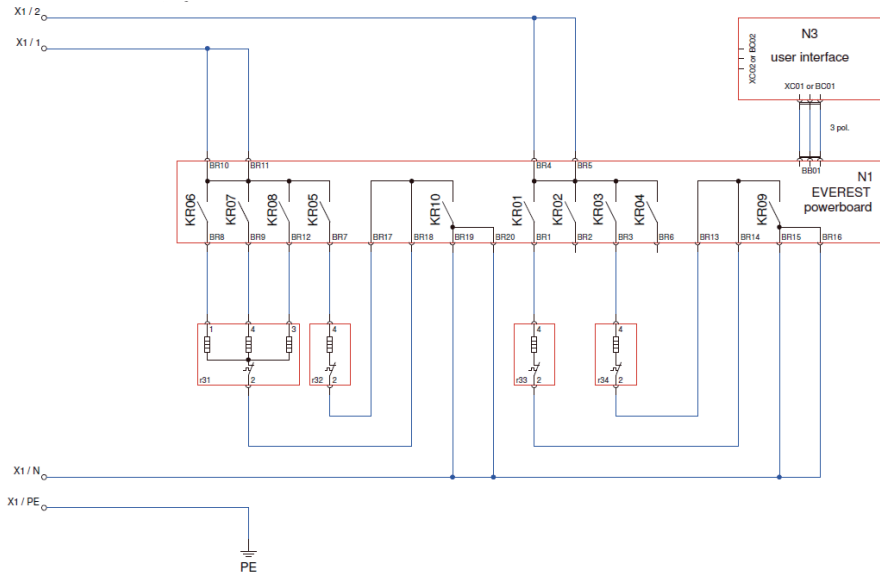 X1 / 2
X1 / 1
N3
user interface
XC02 or BC02
XC01 or BC01
3 pol.
BB01
N1
EVEREST
powerboard
BR10
BR11
BR4
BR5
KR06
KR07
KR08
KR05
KR10
KR01
KR02
KR03
KR04
KR09
BR8
BR9
BR12
BR7
BR17
BR18
BR19
BR20
BR1
BR2
BR3
BR6
BR13
BR14
BR15
BR16
1
4
3
4
4
4
r31
2
r32
2
r33
2
r34
2
X1 / N
X1 / PE
PE